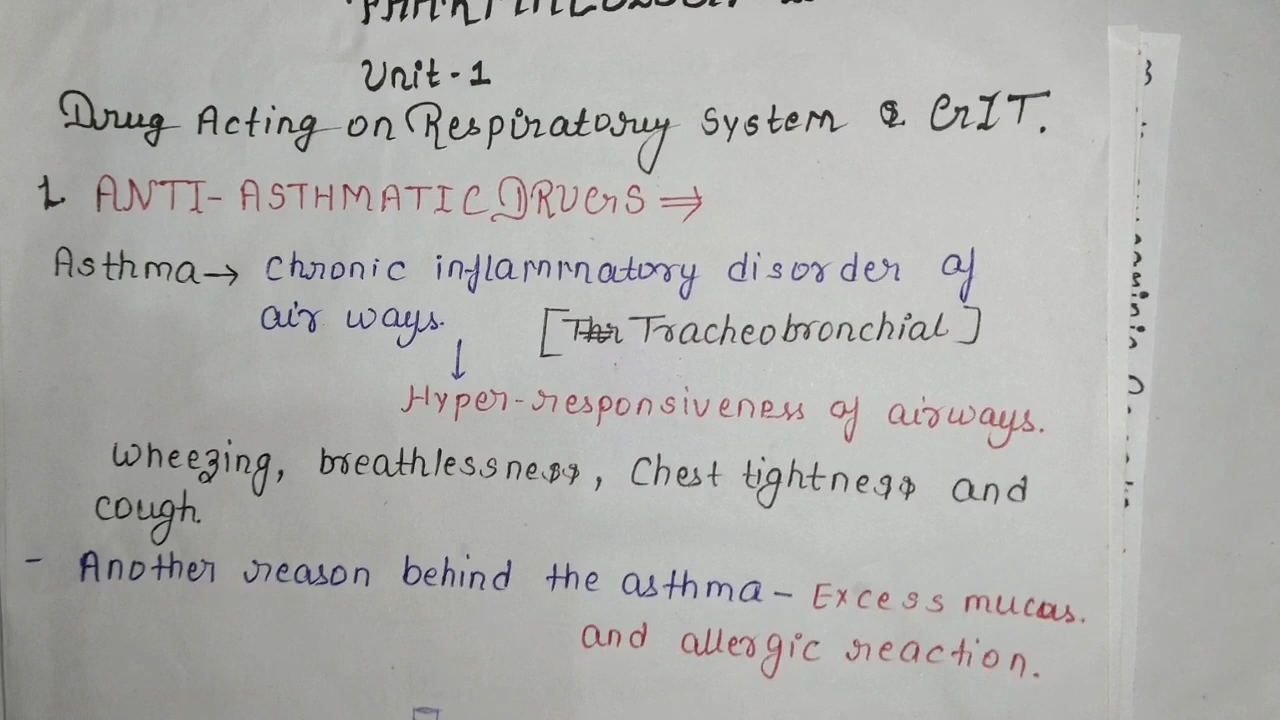 Unit-1
Drug Acting on Respiratory System & GIT.
1. ANTI-ASTHMATIC DRUGS ⇒
Asthma → chronic inflammatory disorder of
air ways. [Tracheobronchial]
↓
Hyper-responsiveness of airways.
Wheezing, breathlessness, Chest tightness and
cough.
- Another reason behind the asthma - Excess mucus.
and allergic reaction.